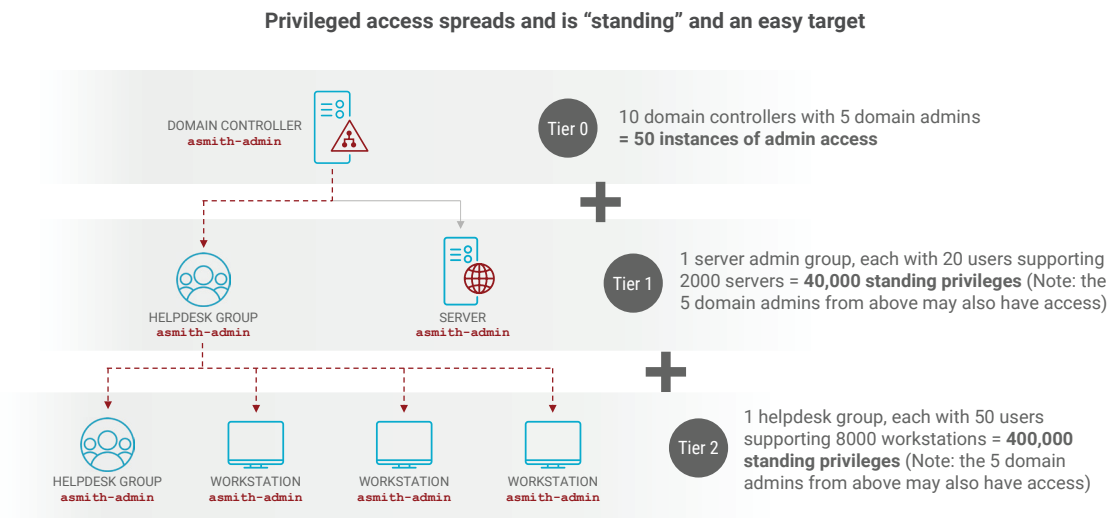 Privileged access spreads and is “standing” and an easy target
DOMAIN CONTROLLER
asmith-admin
Tier 0
10 domain controllers with 5 domain admins
= 50 instances of admin access
HELPDESK GROUP
asmith-admin
SERVER
asmith-admin
Tier 1
1 server admin group, each with 20 users supporting
2000 servers = 40,000 standing privileges (Note: the
5 domain admins from above may also have access)
HELPDESK GROUP
asmith-admin
WORKSTATION
asmith-admin
WORKSTATION
asmith-admin
WORKSTATION
asmith-admin
Tier 2
1 helpdesk group, each with 50 users
supporting 8000 workstations = 400,000
standing privileges (Note: the 5 domain
admins from above may also have access)